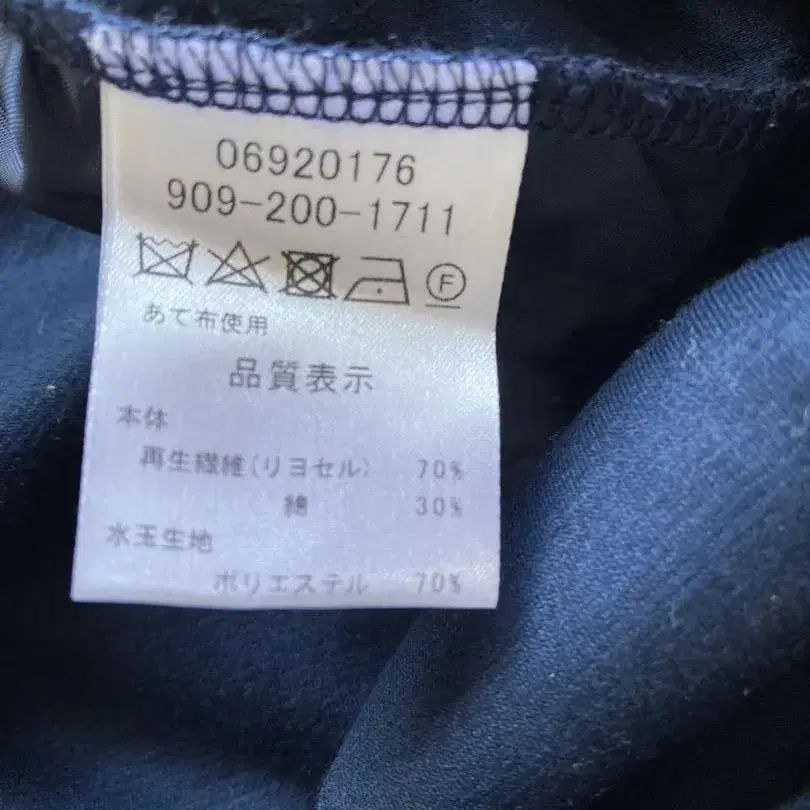 06920176
909-200-1711
F
あて布使用
品質表示
本体
再生繊維(リヨセル) 70%
綿 30%
水玉生地
ポリエステル 70%